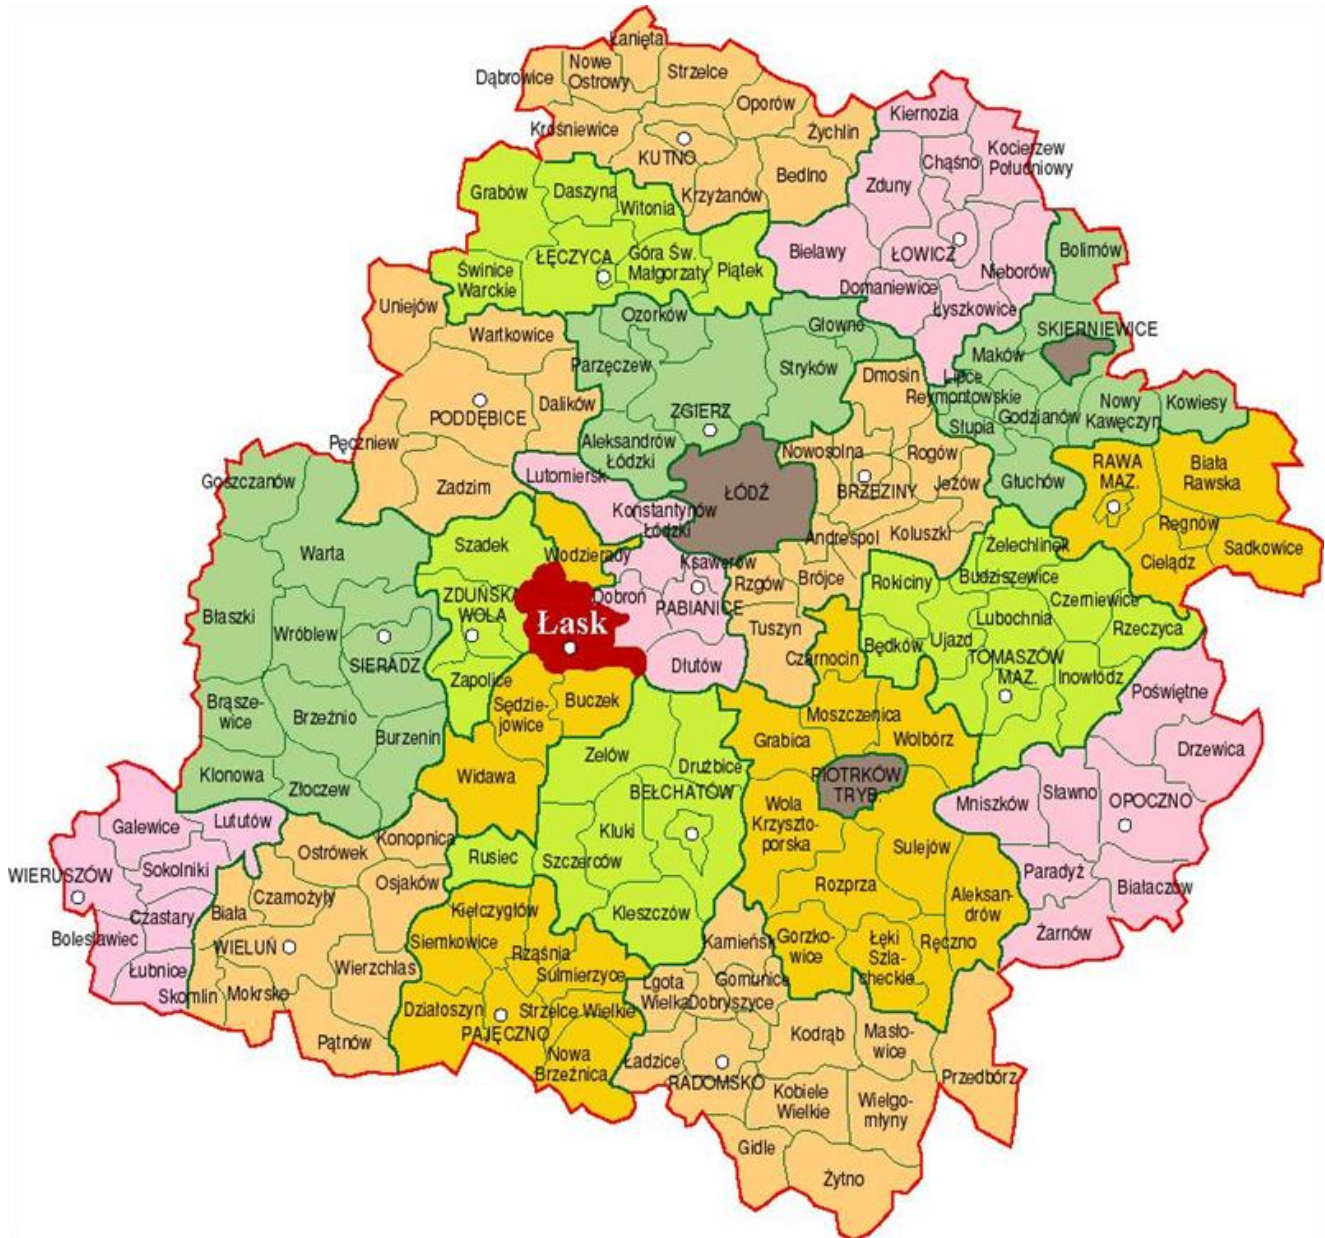 Łanięta
Nowe
Ostrowy
Strzelce
Dąbrowice
Oporów
Krośniewice
Żychlin
KUTNO
Bedlno
Krzyżanów
Kiernozia
Kocierzew
Południowy
Chąśno
Zduny
Grabów
Daszyna
Witonia
Bielawy
ŁOWICZ
Nieborów
Bolimów
ŁĘCZYCA
Góra Św.
Małgorzaty
Piątek
Świnice
Warckie
Domaniewice
Łyszkowice
Uniejów
Ozorków
Głowno
SKIERNIEWICE
Wartkowice
Parzęczew
Stryków
Maków
Dmosin
Lipce
Reymontowskie
Godzianów
Nowy
Kawęczyn
Kowiesy
PODDĘBICE
Dalików
ZGIERZ
Słupia
Pęczniew
Aleksandrów
Łódzki
Nowosolna
Rogów
RAWA
MAZ.
Biała
Rawska
Goszczanów
Zadzim
Lutomiersk
ŁÓDŹ
BRZEZINY
Jeżów
Głuchów
Konstantynów
Łódzki
Regnów
Sadkowice
Warta
Szadek
Wodzierady
Andrespol
Koluszki
Żelechlinek
Cielądz
Ksawerów
Rzgów
Brójce
Rokiciny
Budziszewice
Czerniewice
Błaszki
Wróblew
SIERADZ
ZDUŃSKA
WOLA
Łask
Dobroń
PABIANICE
Tuszyn
Lubochnia
Rzeczyca
Będków
Ujazd
TOMASZÓW
MAZ.
Inowłódz
Czarnocin
Dłutów
Zapolice
Sędzie-
jowice
Buczek
Poświętne
Brąsze-
wice
Brzeźnio
Burzenin
Moszczenica
Wolbórz
Grabica
Drzewica
Klonowa
Złoczew
Widawa
Zelów
Drużbice
BEŁCHATÓW
PIOTRKÓW
TRYB.
Mniszków
Sławno
OPOCZNO
Galewice
Lututów
Wola
Krzyszto-
porska
Konopnica
Ostrówek
Kluki
Sulejów
WIERUSZÓW
Sokolniki
Rusiec
Szczerców
Paradyż
Białaczów
Osjaków
Czarnożyły
Rozprza
Aleksan-
drów
Czastary
Biała
Kiełczygłów
Kleszczów
Bolesławiec
WIELUŃ
Siemkowice
Rząśnia
Kamieńsk
Gorzko-
wice
Łęki
Szla-
checkie
Ręczno
Żarnów
Łubnice
Wierzchlas
Sulmierzyce
Skomlin
Mokrsko
Lgota
Wielka
Gomunice
Dobryszyce
Działoszyn
PAJĘCZNO
Strzelce Wielkie
Pątnów
Kodrąb
Masło-
wice
Nowa
Brzeźnica
Ładzice
RADOMSKO
Przedbórz
Kobiele
Wielkie
Wielgo-
młyny
Gidle
Żytno